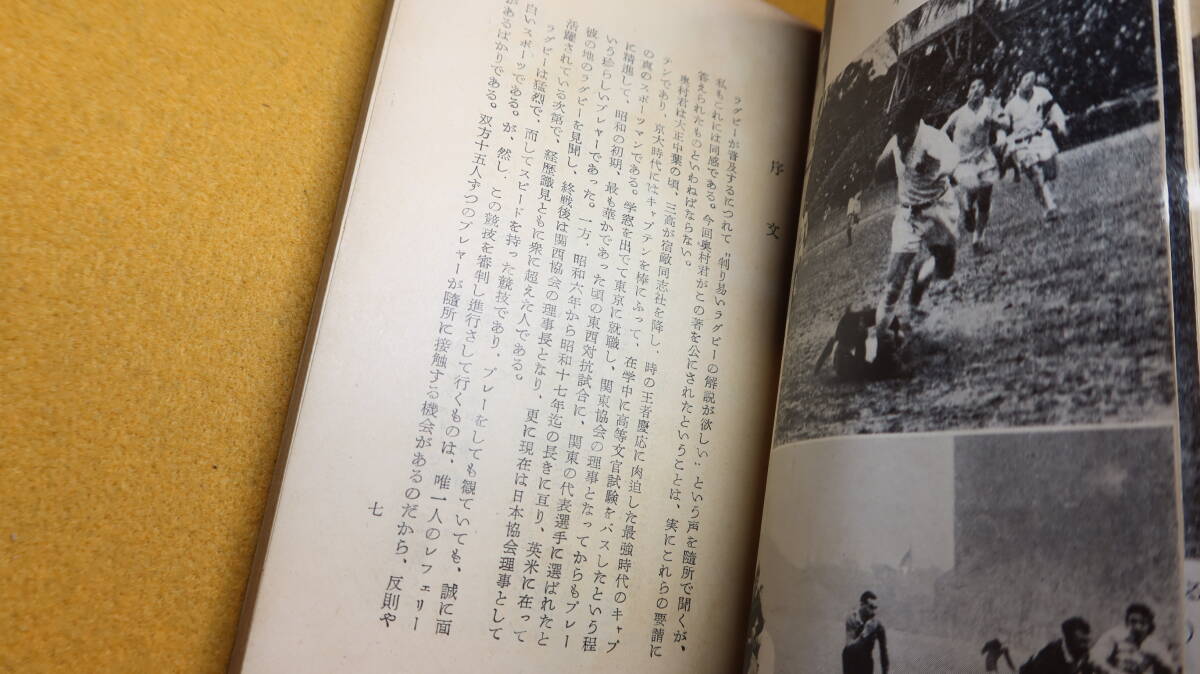 序文
ラグビーが普及するにつれて〝判り易いラグビーの解説が欲しい〟という声を随所で聞くが、
私もこれには同感である。今回奥村君がこの著を公にされたということは、実にこれらの要請に
答えられたものといわねばならない。
奥村君は大正中葉の頃、三高が宿敵同志社を降し、時の王者慶応に肉迫した最強時代のキャプ
テンであり、京大時代にはキャプテンを棒にふって、在学中に高等文官試験をパスしたという程
の真のスポーツマンである。学窓を出でて東京に就職し、関東協会の理事となってからもプレー
に精進して、昭和の初期、最も華かであった頃の東西対抗試合に、関東の代表選手に選ばれたと
いう珍らしいプレヤーであった。一方、昭和六年から昭和十七年迄の長きに亙り、英米に在って
彼の地のラグビーを見聞し、終戦後は関西協会の理事長となり、更に現在は日本協会理事として
活躍されている次第で、経歴識見ともに衆に超えた人である。
ラグビーは猛烈で、而してスピードを持った競技であり、プレーをしても観ていても、誠に面
白いスポーツである。が、然し、この競技を審判し進行さして行くものは、唯一人のレフェリー
があるばかりである。双方十五人ずつのプレヤーが随所に接触する機会があるのだから、反則や
七